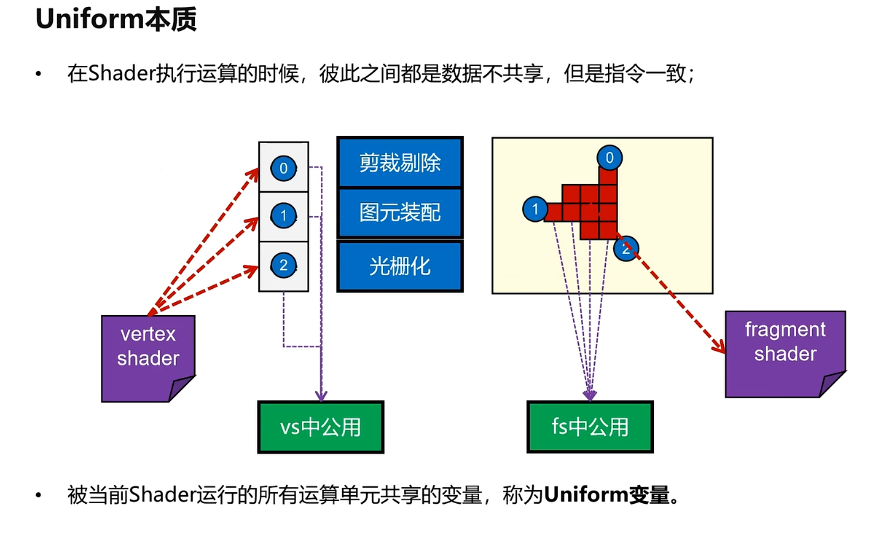 Uniform本质
• 在Shader执行运算的时候，彼此之间都是数据不共享，但是指令一致；
0
1
2
剪裁剔除
图元装配
光栅化
0
1
2
vertex
shader
fragment
shader
vs中公用
fs中公用
• 被当前Shader运行的所有运算单元共享的变量，称为Uniform变量。